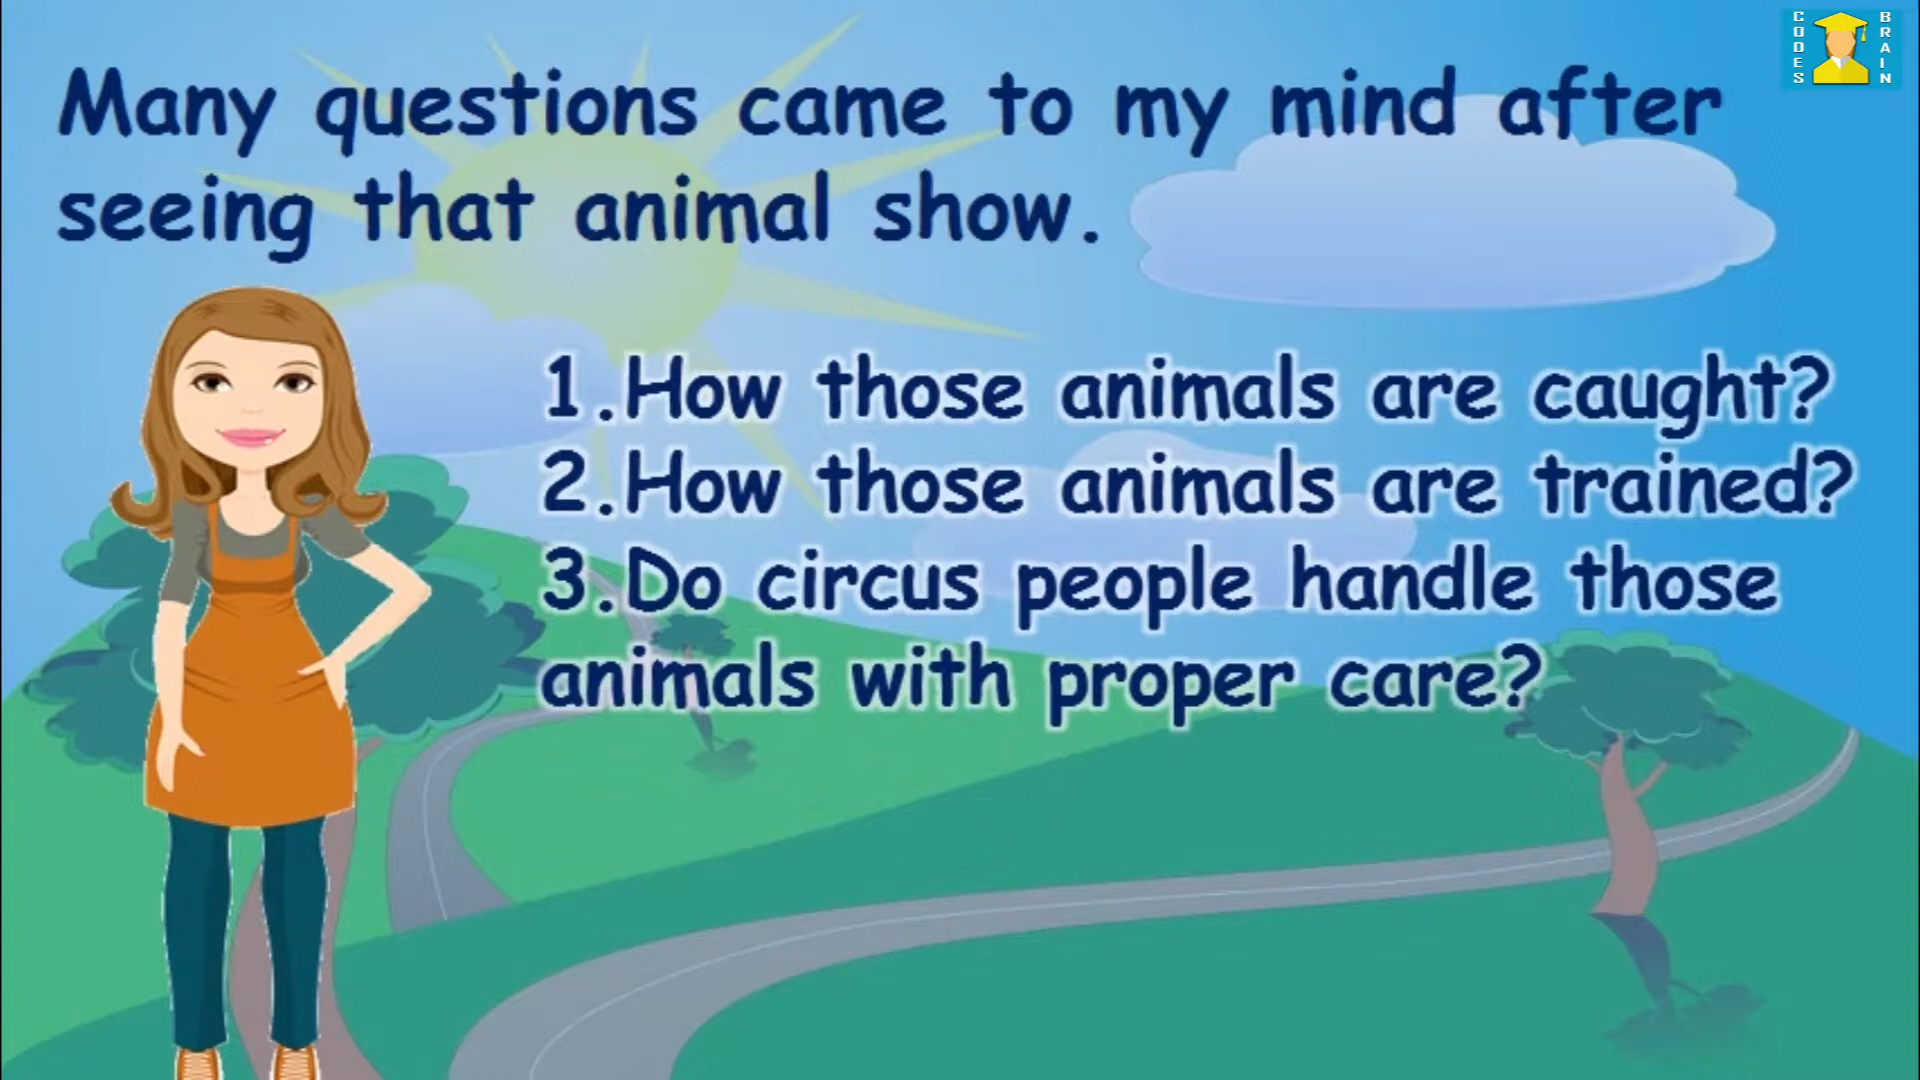 Many questions came to my mind after
seeing that animal show.
1.How those animals are caught?
2.How those animals are trained?
3.Do circus people handle those
animals with proper care?
CODES
BRAIN